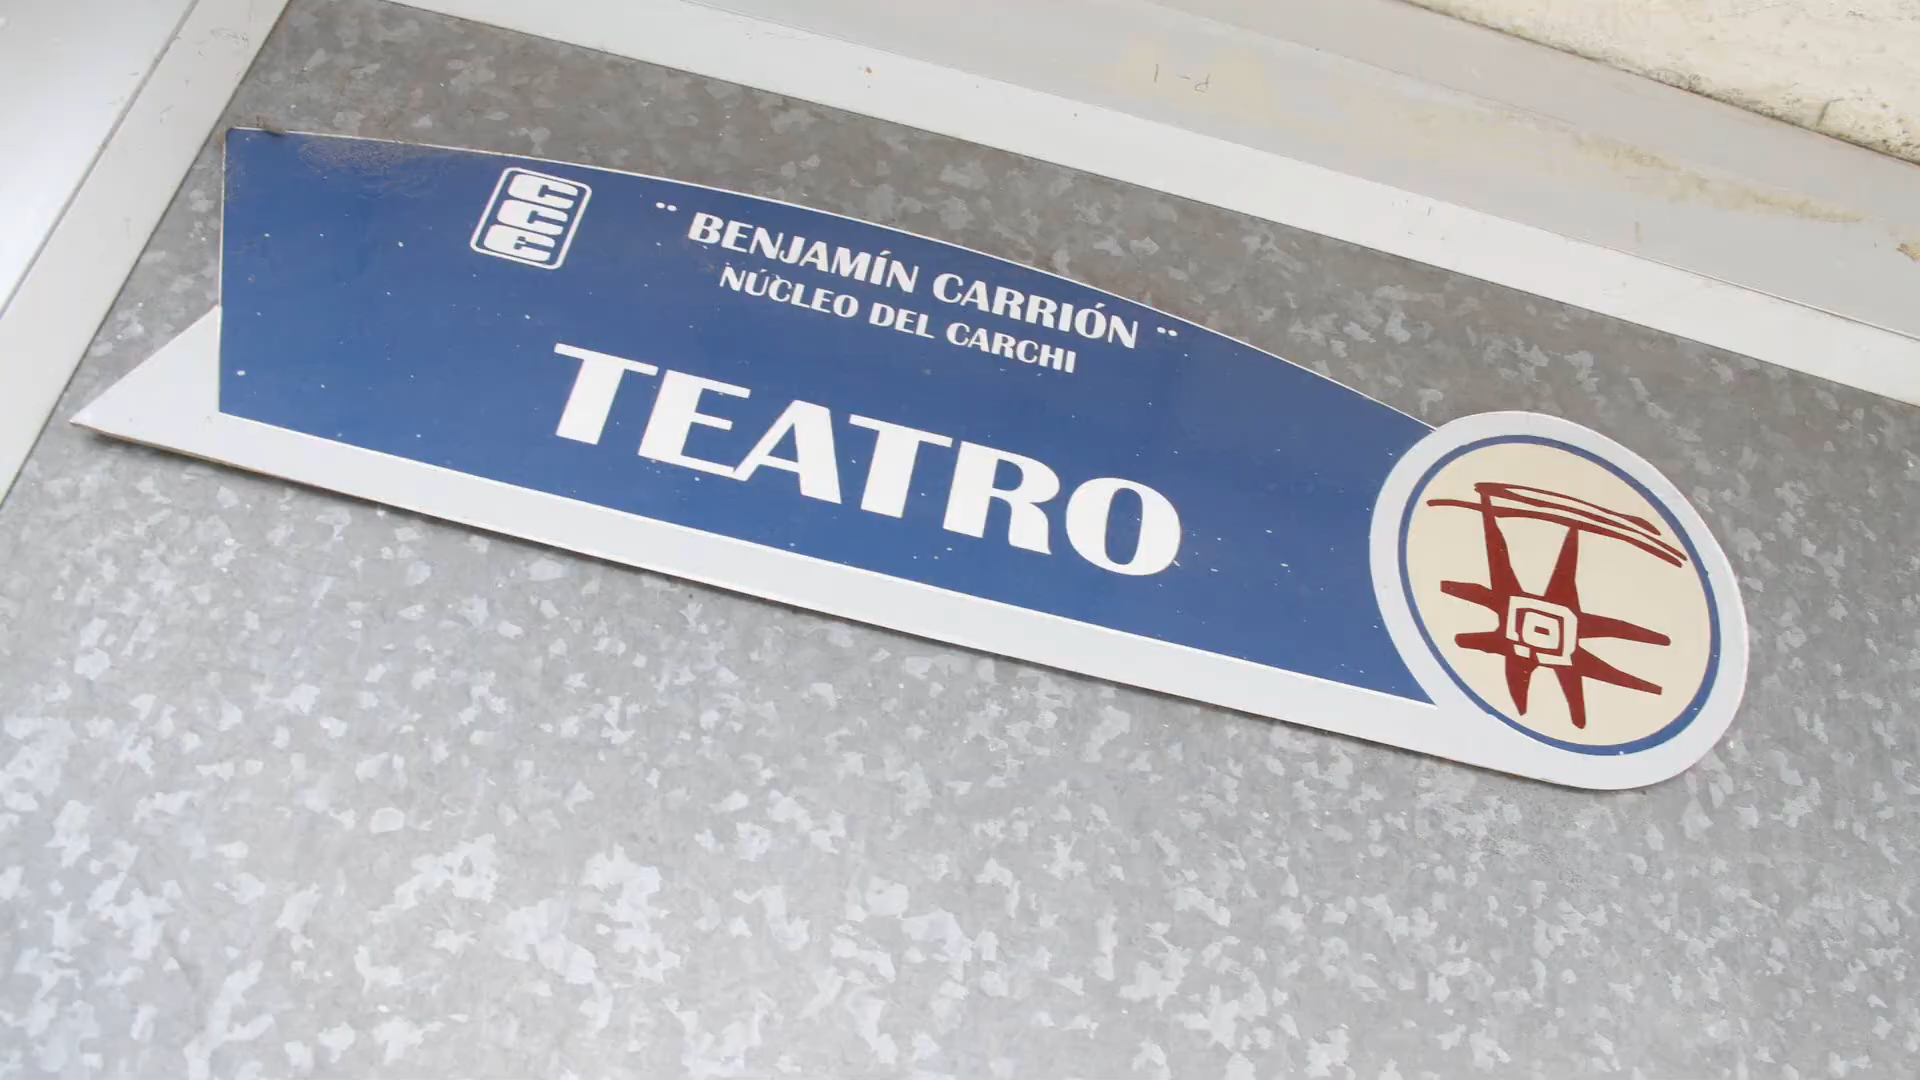 CCE
¨ BENJAMÍN CARRIÓN ¨
NÚCLEO DEL CARCHI
TEATRO